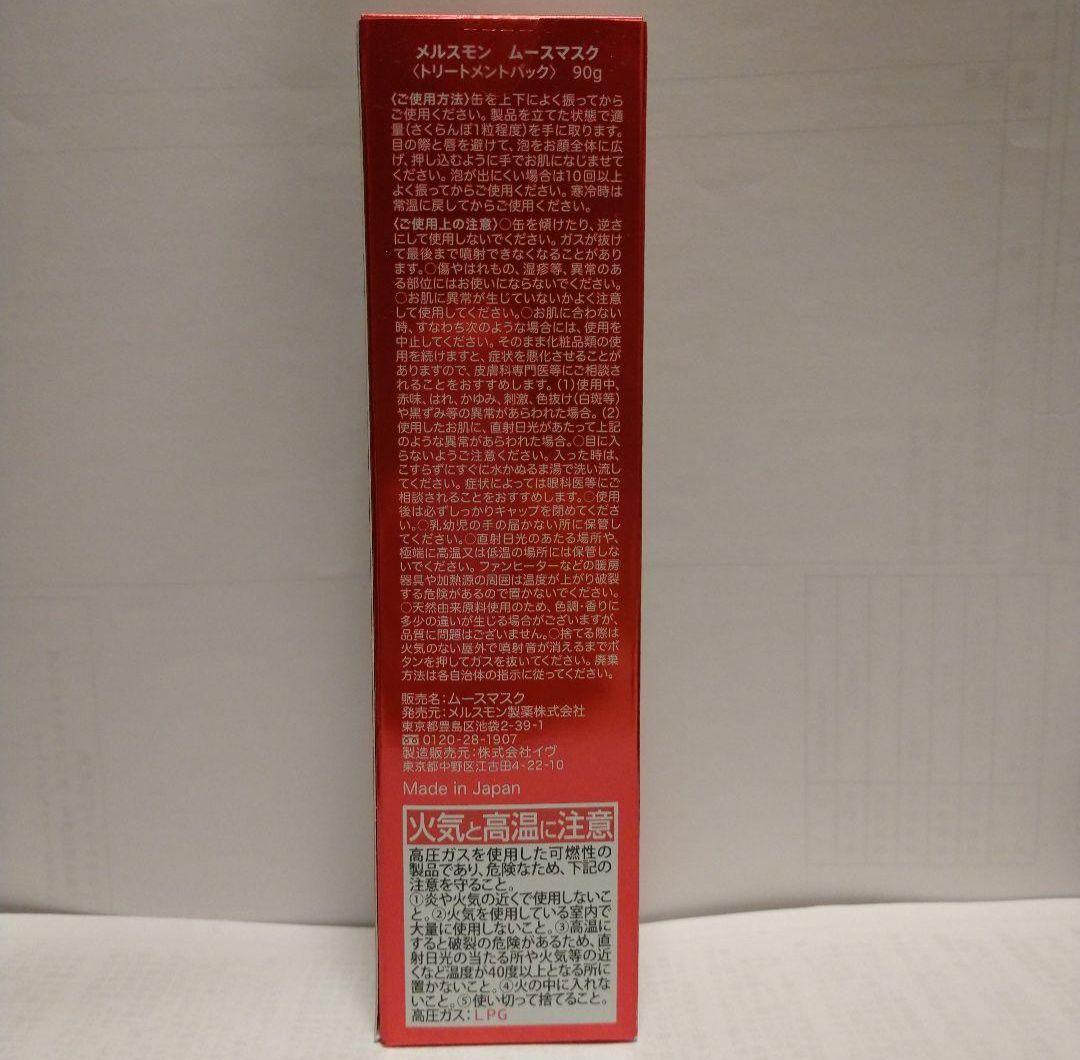 メルスモン　ムースマスク
〈トリートメントパック〉 90g
〈ご使用方法〉缶を上下によく振ってから
ご使用ください。製品を立てた状態で適
量(さくらんぼ1粒程度)を手に取ります。
目の際と唇を避けて、泡をお顔全体に広
げ、押し込むように手でお肌になじませて
ください。泡が出にくい場合は10回以上
よく振ってからご使用ください。寒冷時は
常温に戻してからご使用ください。
〈ご使用上の注意〉○缶を傾けたり、逆さ
にして使用しないでください。ガスが抜け
て最後まで噴射できなくなることがあり
ます。○傷やはれもの、湿疹等、異常のあ
る部位にはお使いにならないでください。
○お肌に異常が生じていないかよく注意
して使用してください。○お肌に合わない
時、すなわち次のような場合には、使用を
中止してください。そのまま化粧品類の使
用を続けますと、症状を悪化させることが
ありますので、皮膚科専門医等にご相談さ
れることをおすすめします。(1)使用中、
赤味、はれ、かゆみ、刺激、色抜け(白斑等)
や黒ずみ等の異常があらわれた場合。(2)
使用したお肌に、直射日光があたって上記
のような異常があらわれた場合。○目に入
らないようご注意ください。入った時は、
こすらずにすぐに水かぬるま湯で洗い流し
てください。症状によっては眼科医等にご
相談されることをおすすめします。○使用
後は必ずしっかりキャップを閉めてくださ
い。○乳幼児の手の届かない所に保管し
てください。○直射日光のあたる場所や、
極端に高温又は低温の場所には保管しな
いでください。ファンヒーターなどの暖房
器具や加熱源の周囲は温度が上がり破裂
する危険があるので置かないでください。
○天然由来原料使用のため、色調・香りに
多少の違いが生じる場合がございますが、
品質に問題はございません。○捨てる際は
火気のない屋外で噴射音が消えるまでボ
タンを押してガスを抜いてください。廃棄
方法は各自治体の指示に従ってください。
販売名：ムースマスク
発売元：メルスモン製薬株式会社
東京都豊島区池袋2-39-1
0120-28-1907
製造販売元：株式会社イヴ
東京都中野区江古田4-22-10
Made in Japan
火気と高温に注意
高圧ガスを使用した可燃性の
製品であり、危険なため、下記の
注意を守ること。
①炎や火気の近くで使用しないこ
と。②火気を使用している室内で
大量に使用しないこと。③高温に
すると破裂の危険があるため、直
射日光の当たる所や火気等の近
くなど温度が40度以上となる所に
置かないこと。④火の中に入れな
いこと。⑤使い切って捨てること。
高圧ガス：LPG